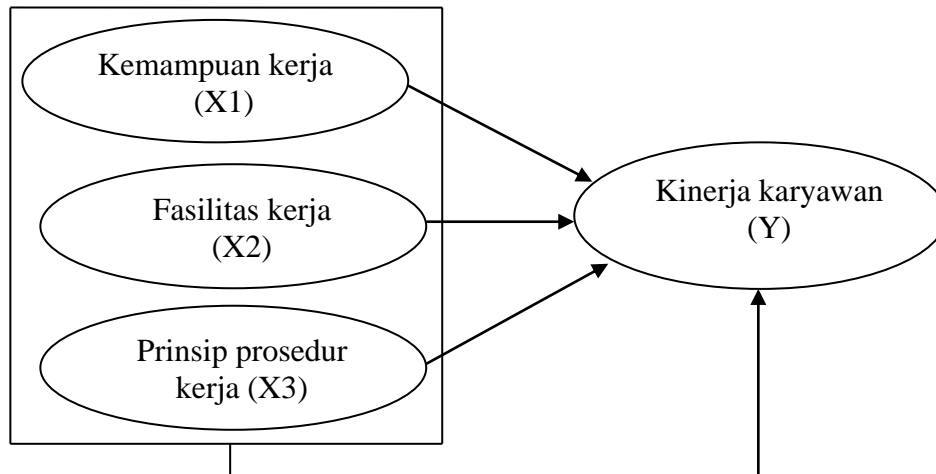 Kemampuan kerja
(X1)
Fasilitas kerja
(X2)
Prinsip prosedur
kerja (X3)
Kinerja karyawan
(Y)